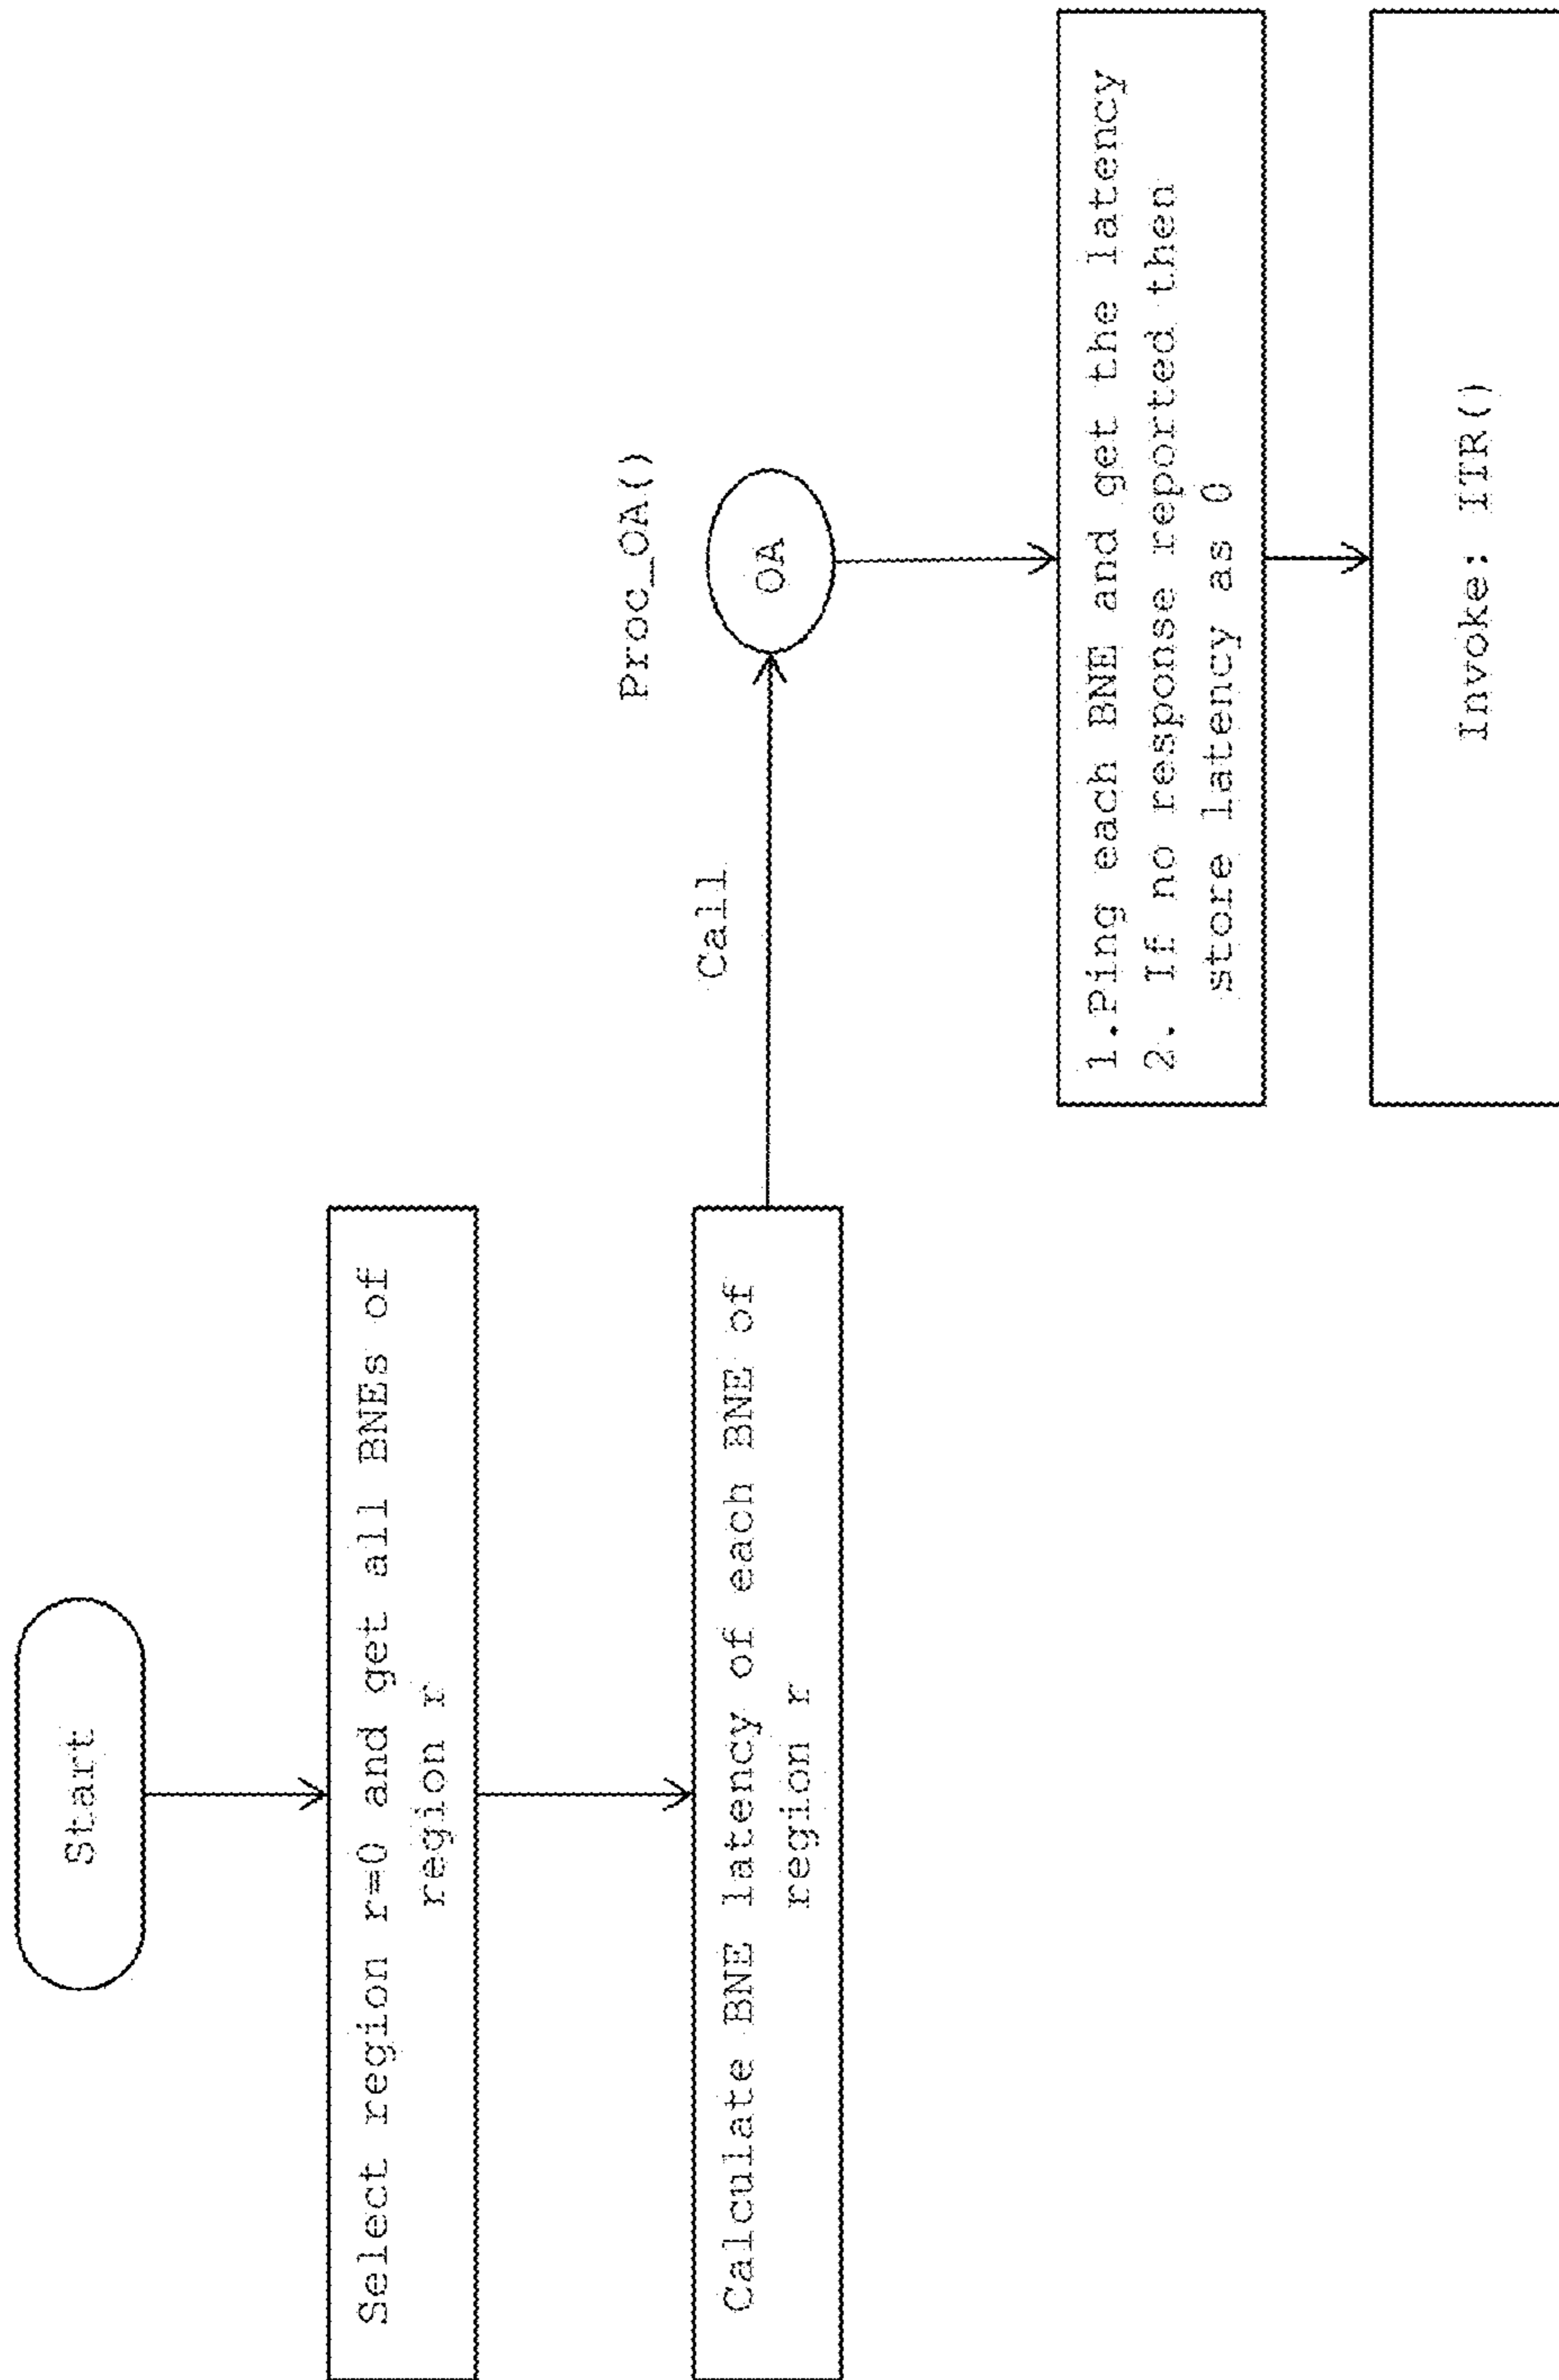 Start
Select region r=0 and get all BNEs of
region r
Calculate BNE latency of each BNE of
region r
Call
Proc_OA()
OA
1.Ping each BNE and get the latency
2. If no response reported then
store latency as 0
Invoke: ITR()